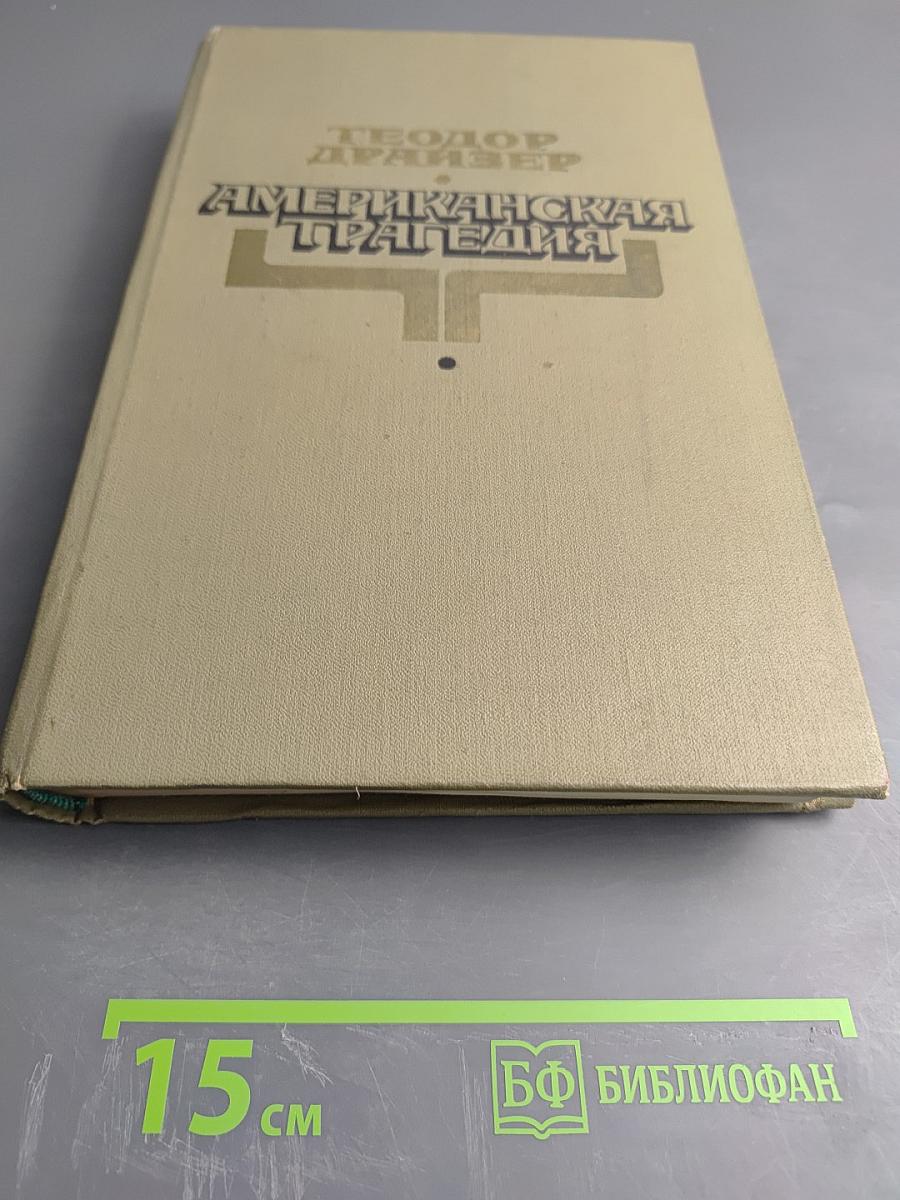 ТЕОДОР
ДРАЙЗЕР
АМЕРИКАНСКАЯ
ТРАГЕДИЯ
15 см
БФ БИБЛИОФАН